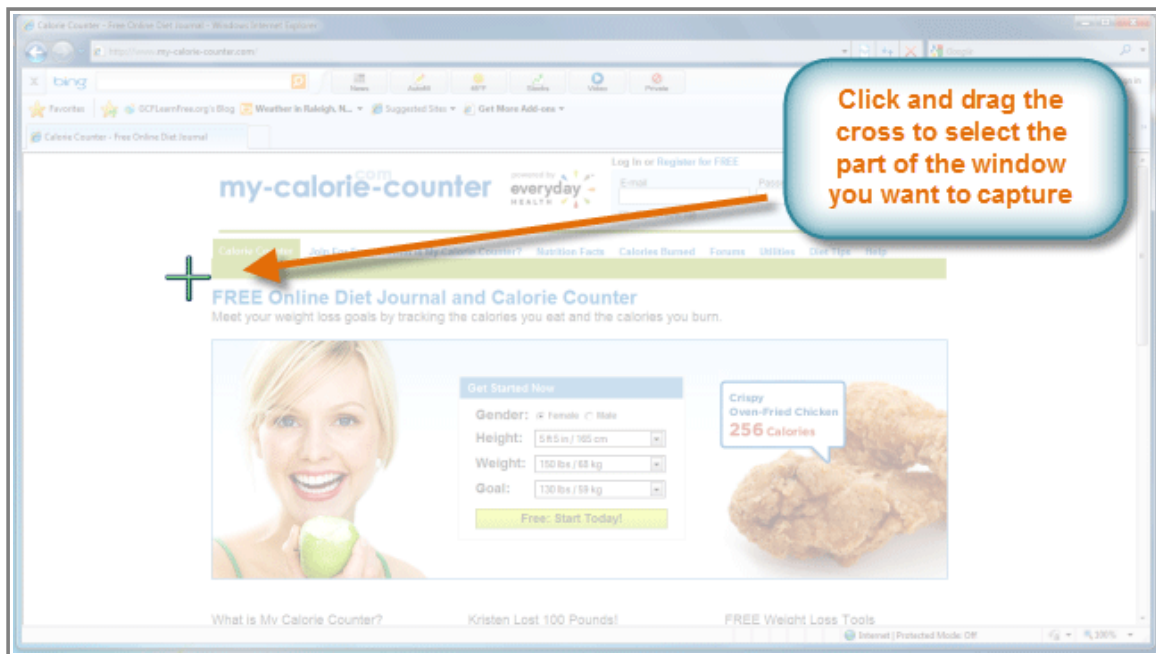 Calorie Counter - Free Online Diet Journal - Windows Internet Explorer
http://www.my-calorie-counter.com/
Google
x bing
News
Autofill
Stocks
Video
Private
Favorites
GCFLearnFree.org's Blog
Weather in Raleigh, N...
Suggested Sites
Get More Add-ons
Calorie Counter - Free Online Diet Journal
Click and drag the
cross to select the
part of the window
you want to capture
Log In or Register for FREE
E-mail
my-calorie-counter
.com
powered by
everyday
HEALTH
Calorie Counter
Nutrition Facts
Calories Burned
Forums
Utilities
Diet Tips
Help
FREE Online Diet Journal and Calorie Counter
Meet your weight loss goals by tracking the calories you eat and the calories you burn.
Get Started Now
Gender: Female Male
Height: 5ft 5 in / 165 cm
Weight: 150 lbs / 68 kg
Goal: 130 lbs / 59 kg
Free: Start Today!
Crispy
Oven-Fried Chicken
256 Calories
What is My Calorie Counter?
Kristen Lost 100 Pounds!
FREE Weight Loss Tools
Internet | Protected Mode: Off
100%